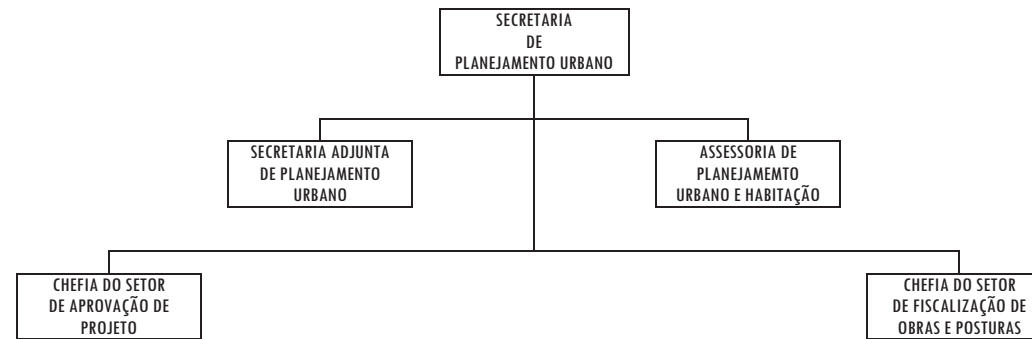 SECRETARIA
DE
PLANEJAMENTO URBANO
SECRETARIA ADJUNTA
DE PLANEJAMENTO
URBANO
ASSESSORIA DE
PLANEJAMEMTO
URBANO E HABITAÇÃO
CHEFIA DO SETOR
DE APROVAÇÃO DE
PROJETO
CHEFIA DO SETOR
DE FISCALIZAÇÃO DE
OBRAS E POSTURAS